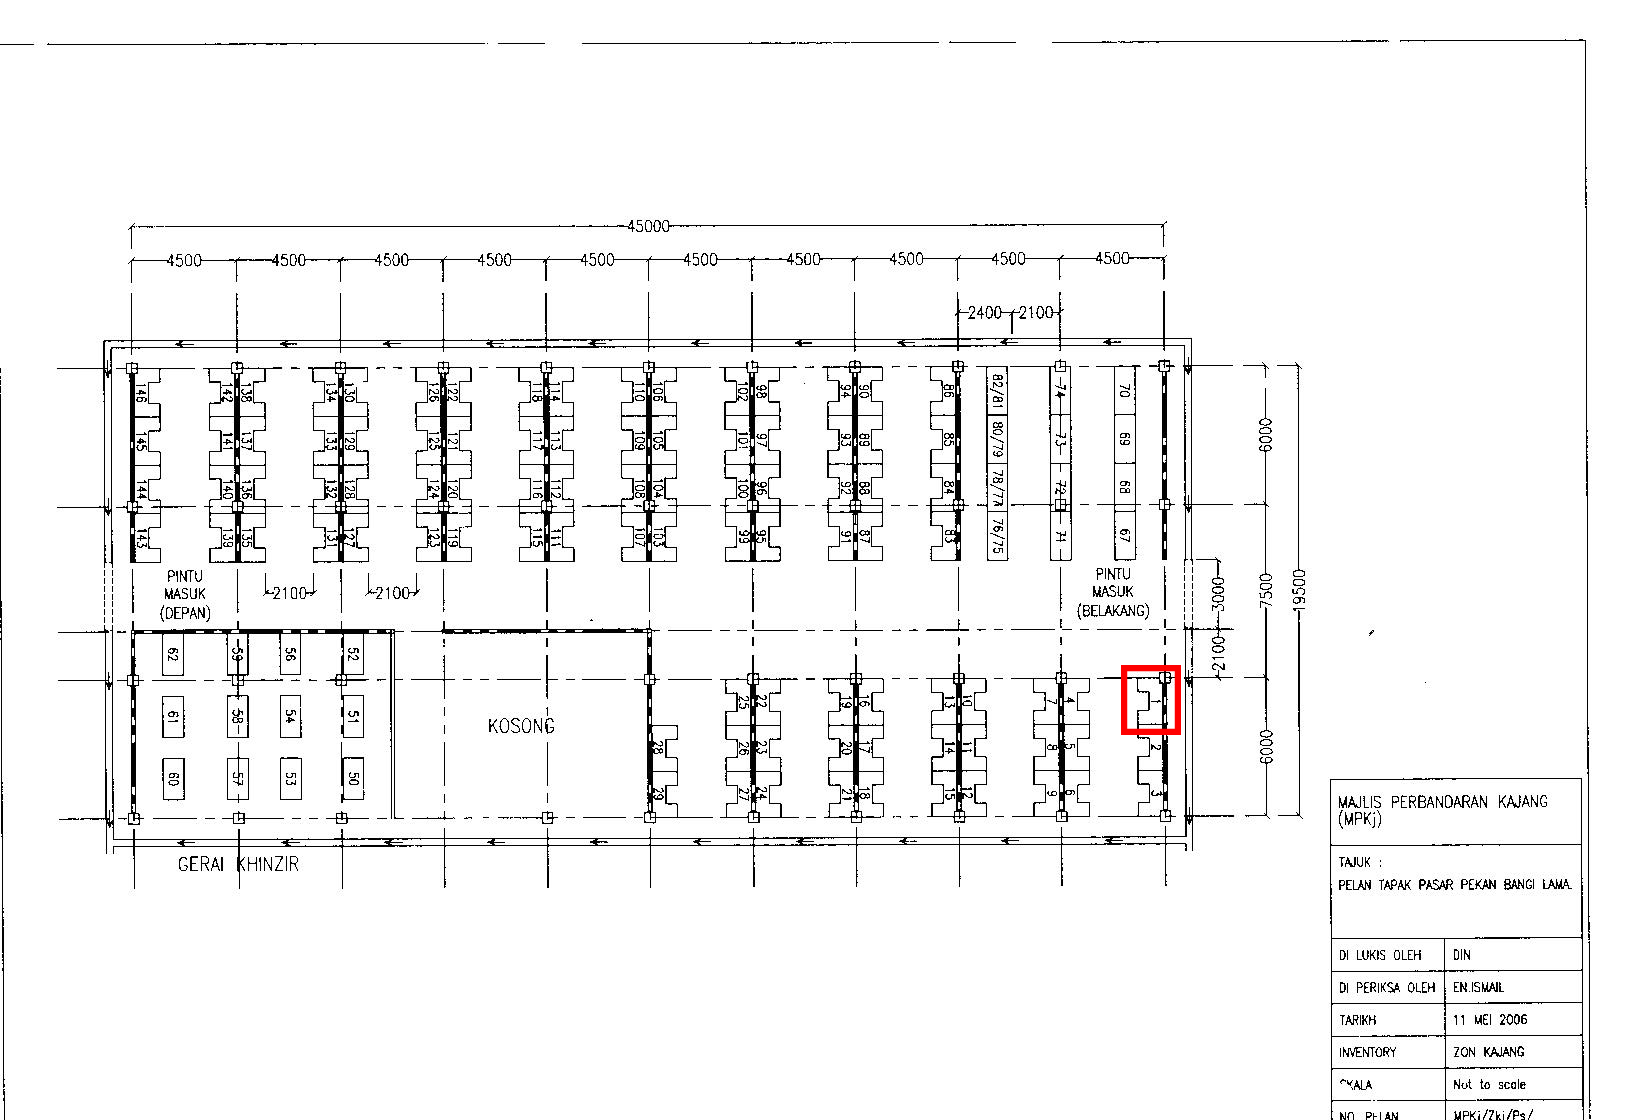 45000
4500 4500 4500 4500 4500 4500 4500 4500 4500 4500
2400 2100
146 142 138 134 130 126 122 118 114 110 106 102 98 94 90 86 82/81 74 70
145 141 137 133 129 125 121 117 113 109 105 101 97 93 89 85 80/79 73 69
144 140 136 132 128 124 120 116 112 108 104 100 96 92 88 84 78/77 72 68
143 139 135 131 127 123 119 115 111 107 103 99 95 91 87 83 76/75 71 67
6000
7500
19500
3000
2100
6000
PINTU
MASUK
(DEPAN)
2100 2100
PINTU
MASUK
(BELAKANG)
62 59 56 52
61 58 54 51
60 57 53 50
KOSONG
25 22 19 16 13 10 7 4 1
28 26 23 20 17 14 11 8 5 2
29 27 24 21 18 15 12 9 6 3
GERAI KHINZIR
MAJLIS PERBANDARAN KAJANG
(MPKj)
TAJUK :
PELAN TAPAK PASAR PEKAN BANGI LAMA.
DI LUKIS OLEH DIN
DI PERIKSA OLEH EN.ISMAIL
TARIKH 11 MEI 2006
INVENTORY ZON KAJANG
SKALA Not to scale
NO. PELAN MPKj/Zkj/Ps/